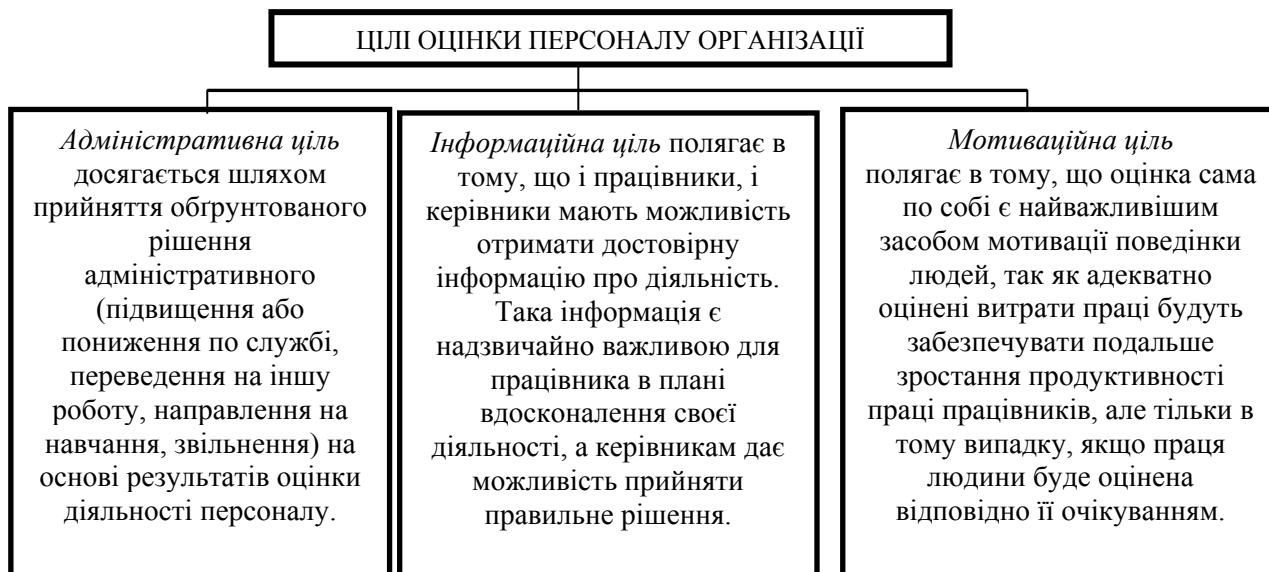 ЦІЛІ ОЦІНКИ ПЕРСОНАЛУ ОРГАНІЗАЦІЇ
Адміністративна ціль
досягається шляхом
прийняття обґрунтованого
рішення
адміністративного
(підвищення або
пониження по службі,
переведення на іншу
роботу, направлення на
навчання, звільнення) на
основі результатів оцінки
діяльності персоналу.
Інформаційна ціль полягає в
тому, що і працівники, і
керівники мають можливість
отримати достовірну
інформацію про діяльність.
Така інформація є
надзвичайно важливою для
працівника в плані
вдосконалення своєї
діяльності, а керівникам дає
можливість прийняти
правильне рішення.
Мотиваційна ціль
полягає в тому, що оцінка сама
по собі є найважливішим
засобом мотивації поведінки
людей, так як адекватно
оцінені витрати праці будуть
забезпечувати подальше
зростання продуктивності
праці працівників, але тільки в
тому випадку, якщо праця
людини буде оцінена
відповідно її очікуванням.